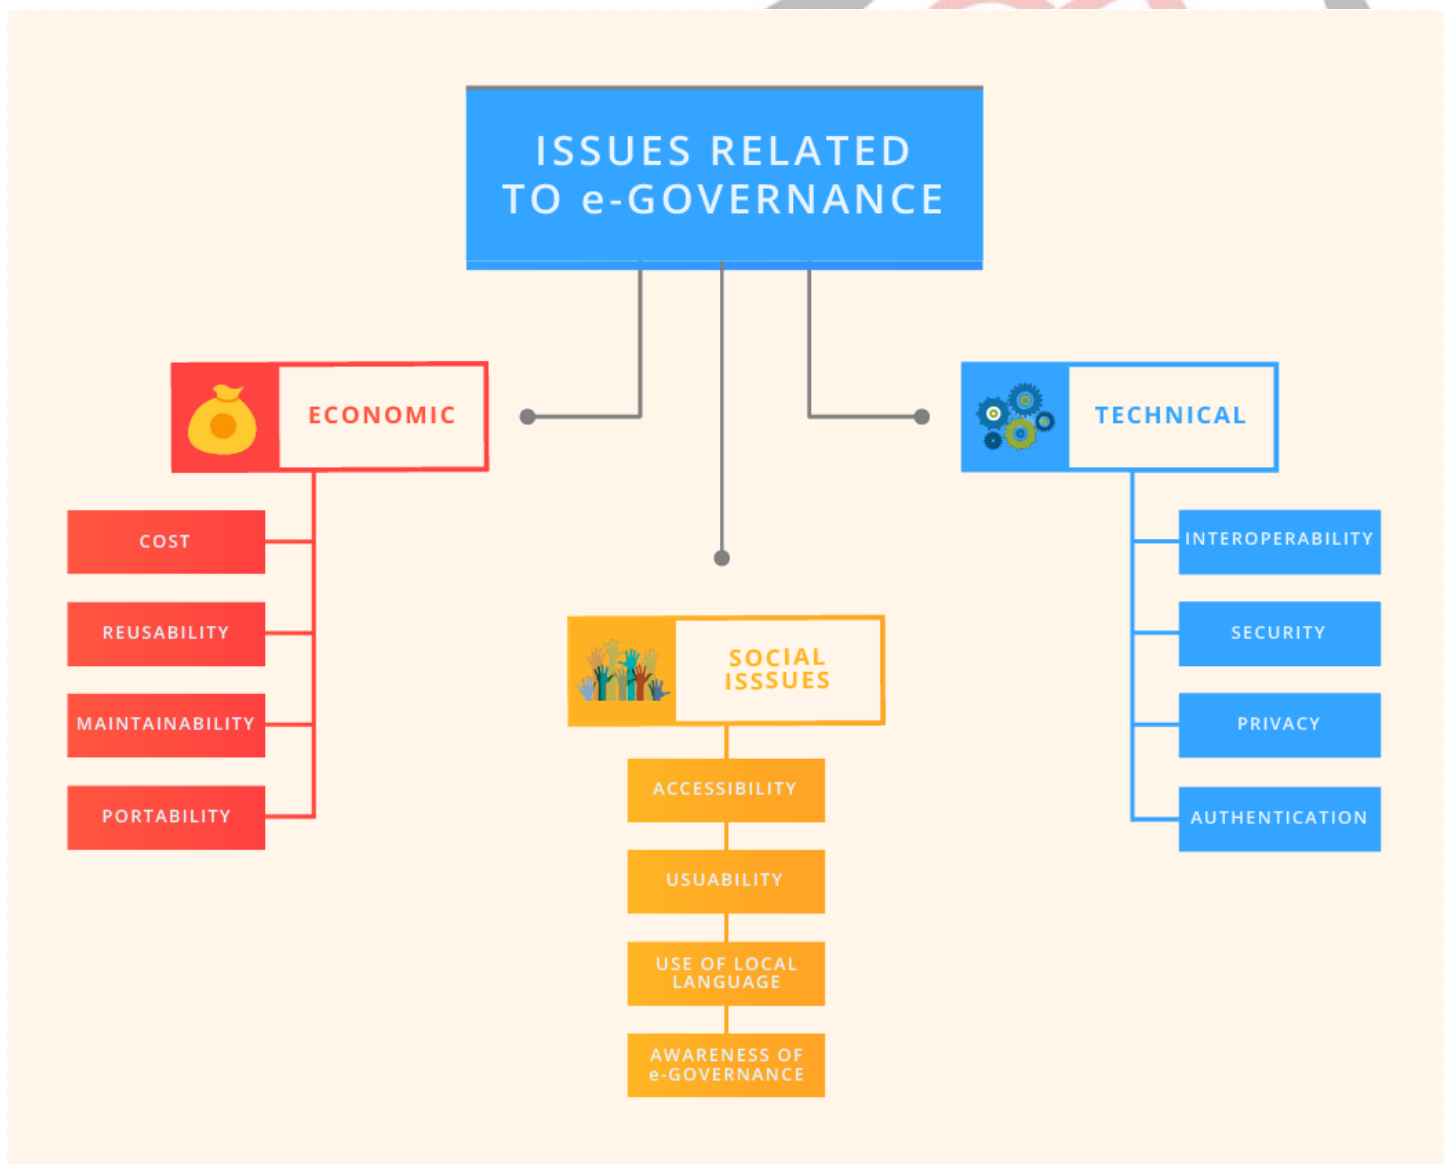 ISSUES RELATED
TO e-GOVERNANCE
ECONOMIC
COST
REUSABILITY
MAINTAINABILITY
PORTABILITY
SOCIAL
ISSSUES
ACCESSIBILITY
USUABILITY
USE OF LOCAL
LANGUAGE
AWARENESS OF
e-GOVERNANCE
TECHNICAL
INTEROPERABILITY
SECURITY
PRIVACY
AUTHENTICATION